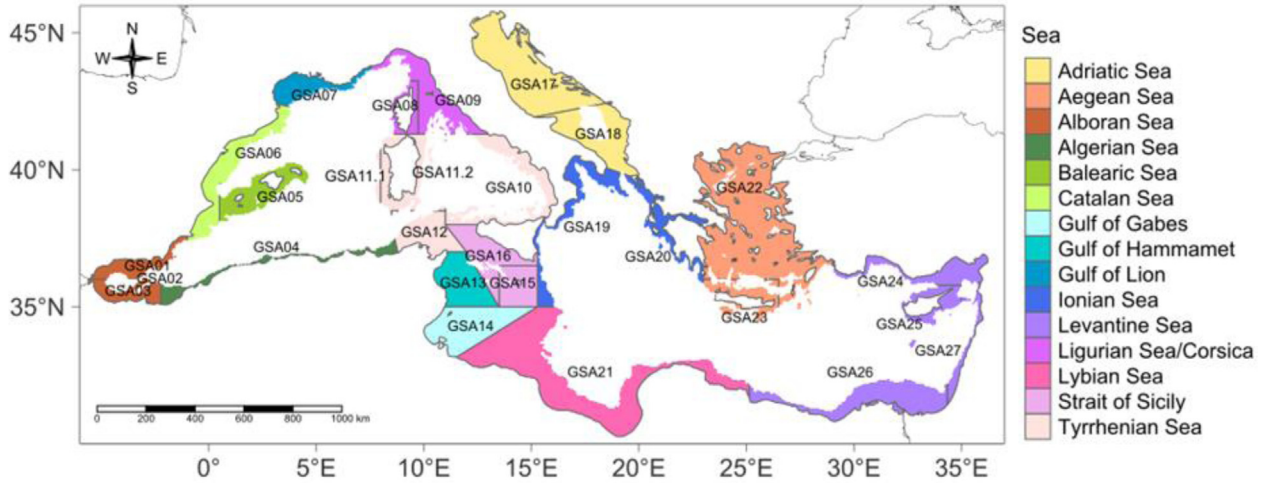 45°N
40°N
35°N
N
W E
S
GSA07
GSA08
GSA09
GSA17
GSA18
GSA06
GSA05
GSA11.1
GSA11.2
GSA10
GSA22
GSA04
GSA12
GSA19
GSA20
GSA01
GSA02
GSA03
GSA16
GSA13
GSA15
GSA14
GSA24
GSA23
GSA25
GSA27
GSA21
GSA26
0 200 400 600 800 1000 km
0° 5°E 10°E 15°E 20°E 25°E 30°E 35°E
Sea
Adriatic Sea
Aegean Sea
Alboran Sea
Algerian Sea
Balearic Sea
Catalan Sea
Gulf of Gabes
Gulf of Hammamet
Gulf of Lion
Ionian Sea
Levantine Sea
Ligurian Sea/Corsica
Lybian Sea
Strait of Sicily
Tyrrhenian Sea